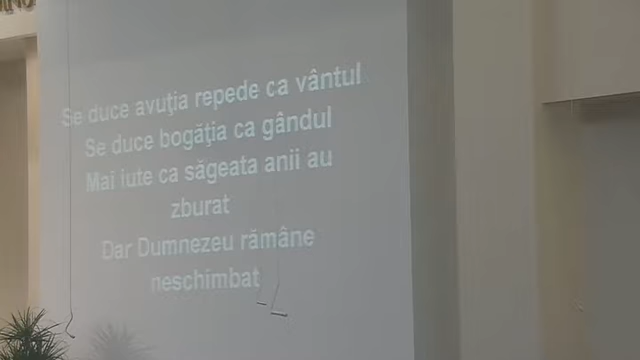 Se duce avuţia repede ca vântul
Se duce bogăţia ca gândul
Mai iute ca săgeata anii au
zburat
Dar Dumnezeu rămâne
neschimbat